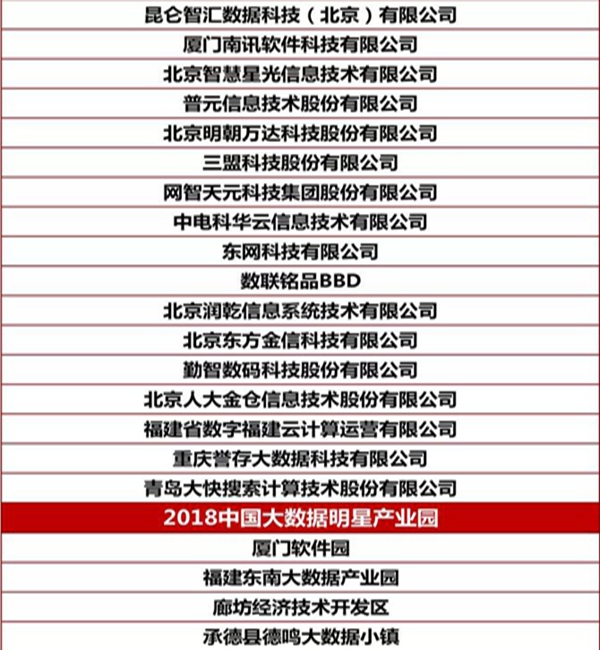 昆仑智汇数据科技（北京）有限公司
厦门南讯软件科技有限公司
北京智慧星光信息技术有限公司
普元信息技术股份有限公司
北京明朝万达科技股份有限公司
三盟科技股份有限公司
网智天元科技集团股份有限公司
中电科华云信息技术有限公司
东网科技有限公司
数联铭品BBD
北京润乾信息系统技术有限公司
北京东方金信科技有限公司
勤智数码科技股份有限公司
北京人大金仓信息技术股份有限公司
福建省数字福建云计算运营有限公司
重庆誉存大数据科技有限公司
青岛大快搜索计算技术股份有限公司
2018中国大数据明星产业园
厦门软件园
福建东南大数据产业园
廊坊经济技术开发区
承德县德鸣大数据小镇